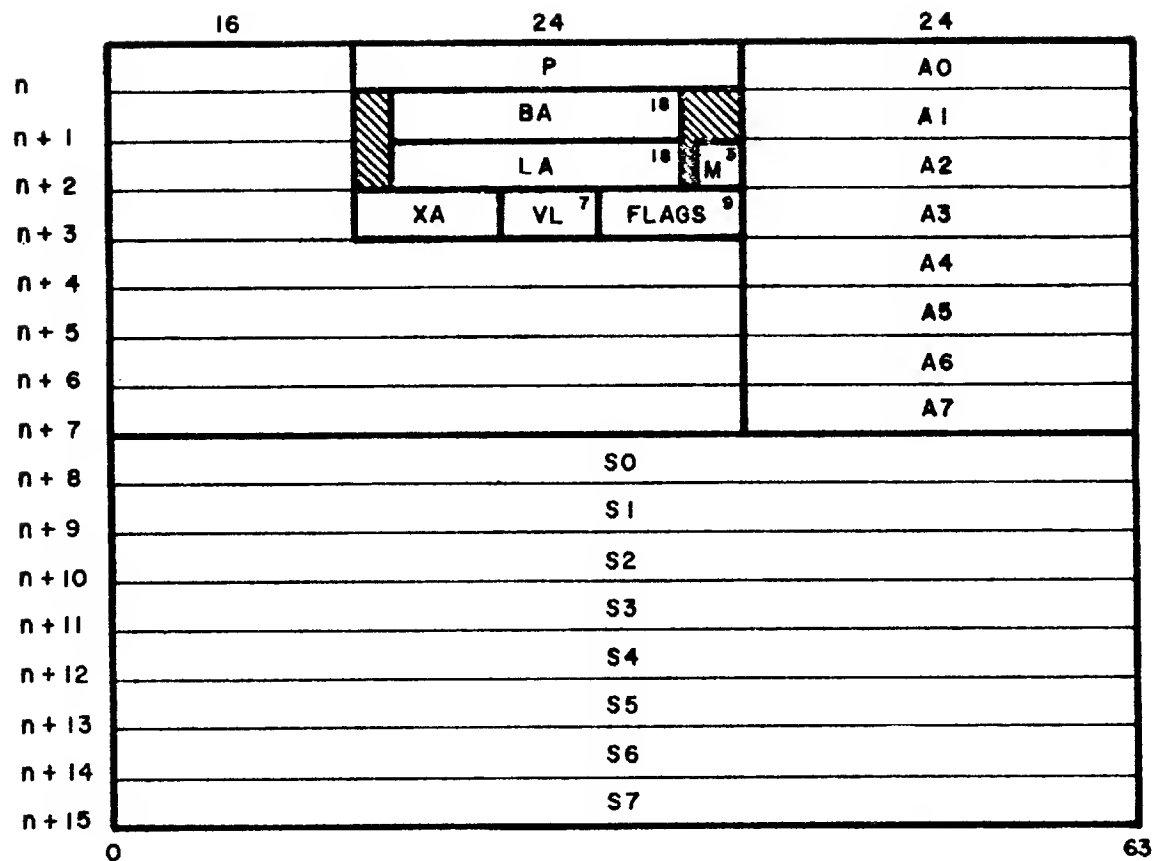 16 24 24
n P A0
n + 1 BA 18 A1
n + 2 LA 18 M 3 A2
n + 3 XA VL 7 FLAGS 9 A3
n + 4 A4
n + 5 A5
n + 6 A6
n + 7 A7
n + 8 S0
n + 9 S1
n + 10 S2
n + 11 S3
n + 12 S4
n + 13 S5
n + 14 S6
n + 15 S7
0 63